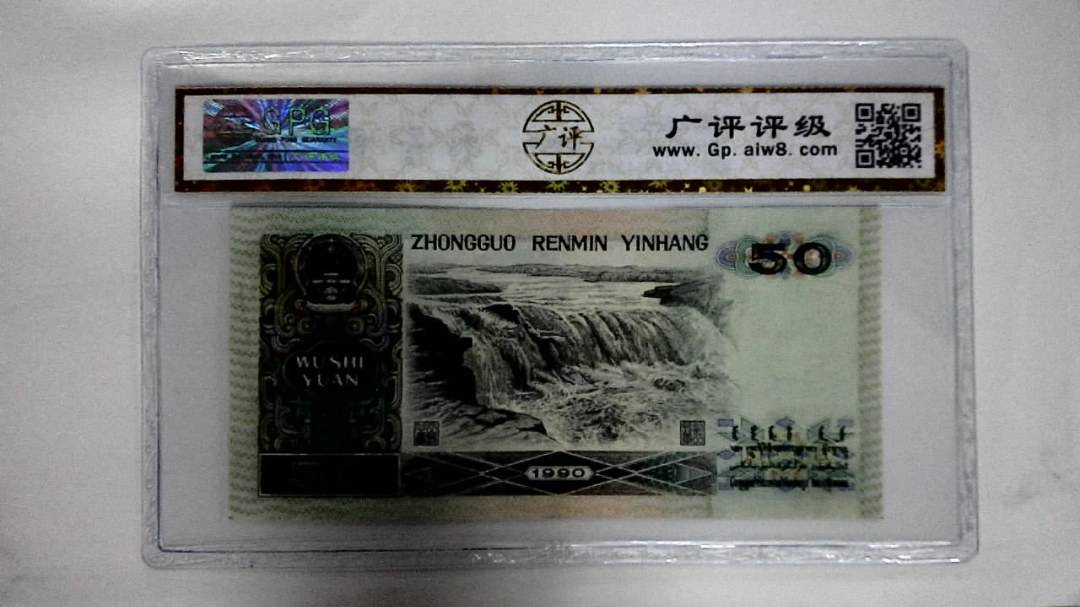 GPG
广评
广评评级
www. Gp. aiw8. com
ZHONGGUO RENMIN YINHANG
50
WU SHI
YUAN
1990